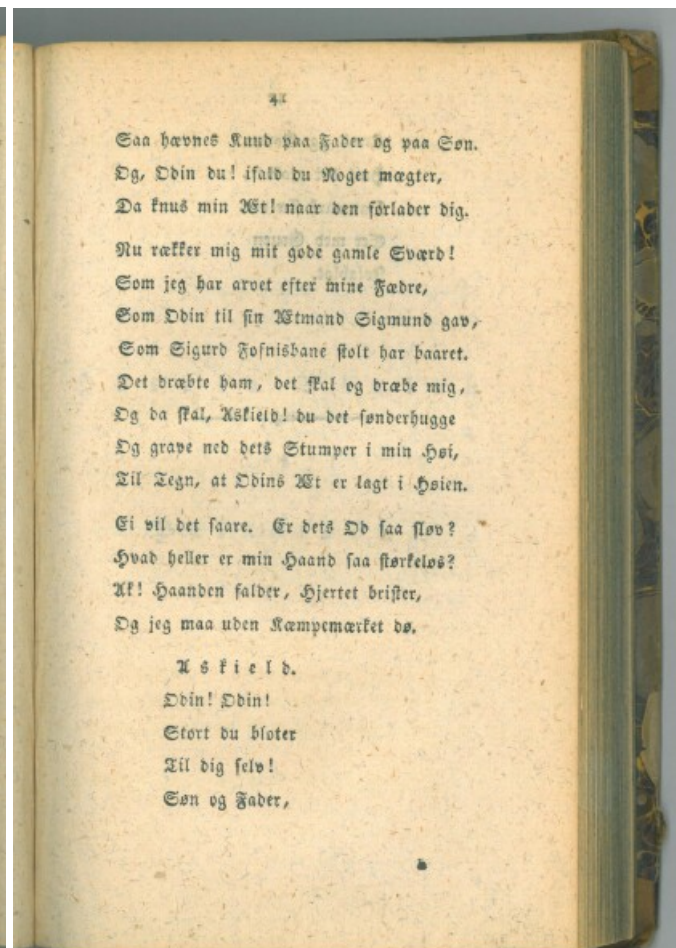 41
Saa hævnes Knud paa Fader og paa Søn.
Og, Odin du! ifald du Noget mægter,
Da knus min Æt! naar den forlader dig.
Nu rækker mig mit gode gamle Sværd!
Som jeg har arvet efter mine Fædre,
Som Odin til sin Ætmand Sigmund gav,
Som Sigurd Fofnisbane stolt har baaret.
Det dræbte ham, det skal og dræbe mig,
Og da skal, Askield! du det sønderhugge
Og grave ned dets Stumper i min Høi,
Til Tegn, at Odins Æt er lagt i Høien.
Ei vil det saare. Er dets Od saa sløv?
Hvad heller er min Haand saa størkeløs?
Ak! Haanden falder, Hjertet brister,
Og jeg maa uden Kæmpemærket dø.
Askield.
Odin! Odin!
Stort du bloter
Til dig selv!
Søn og Fader,